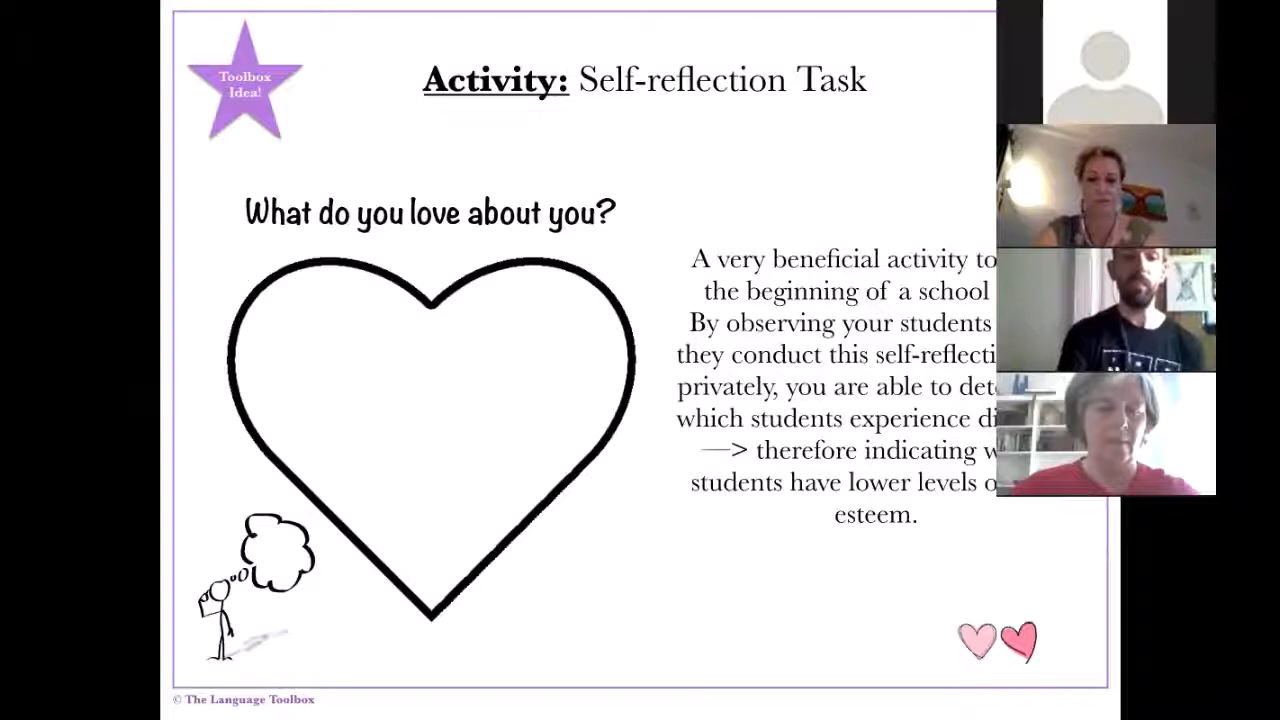 Toolbox
Idea!
Activity: Self-reflection Task
What do you love about you?
A very beneficial activity to
the beginning of a school
By observing your students
they conduct this self-reflecti
privately, you are able to det
which students experience di
—> therefore indicating w
students have lower levels o
esteem.
© The Language Toolbox